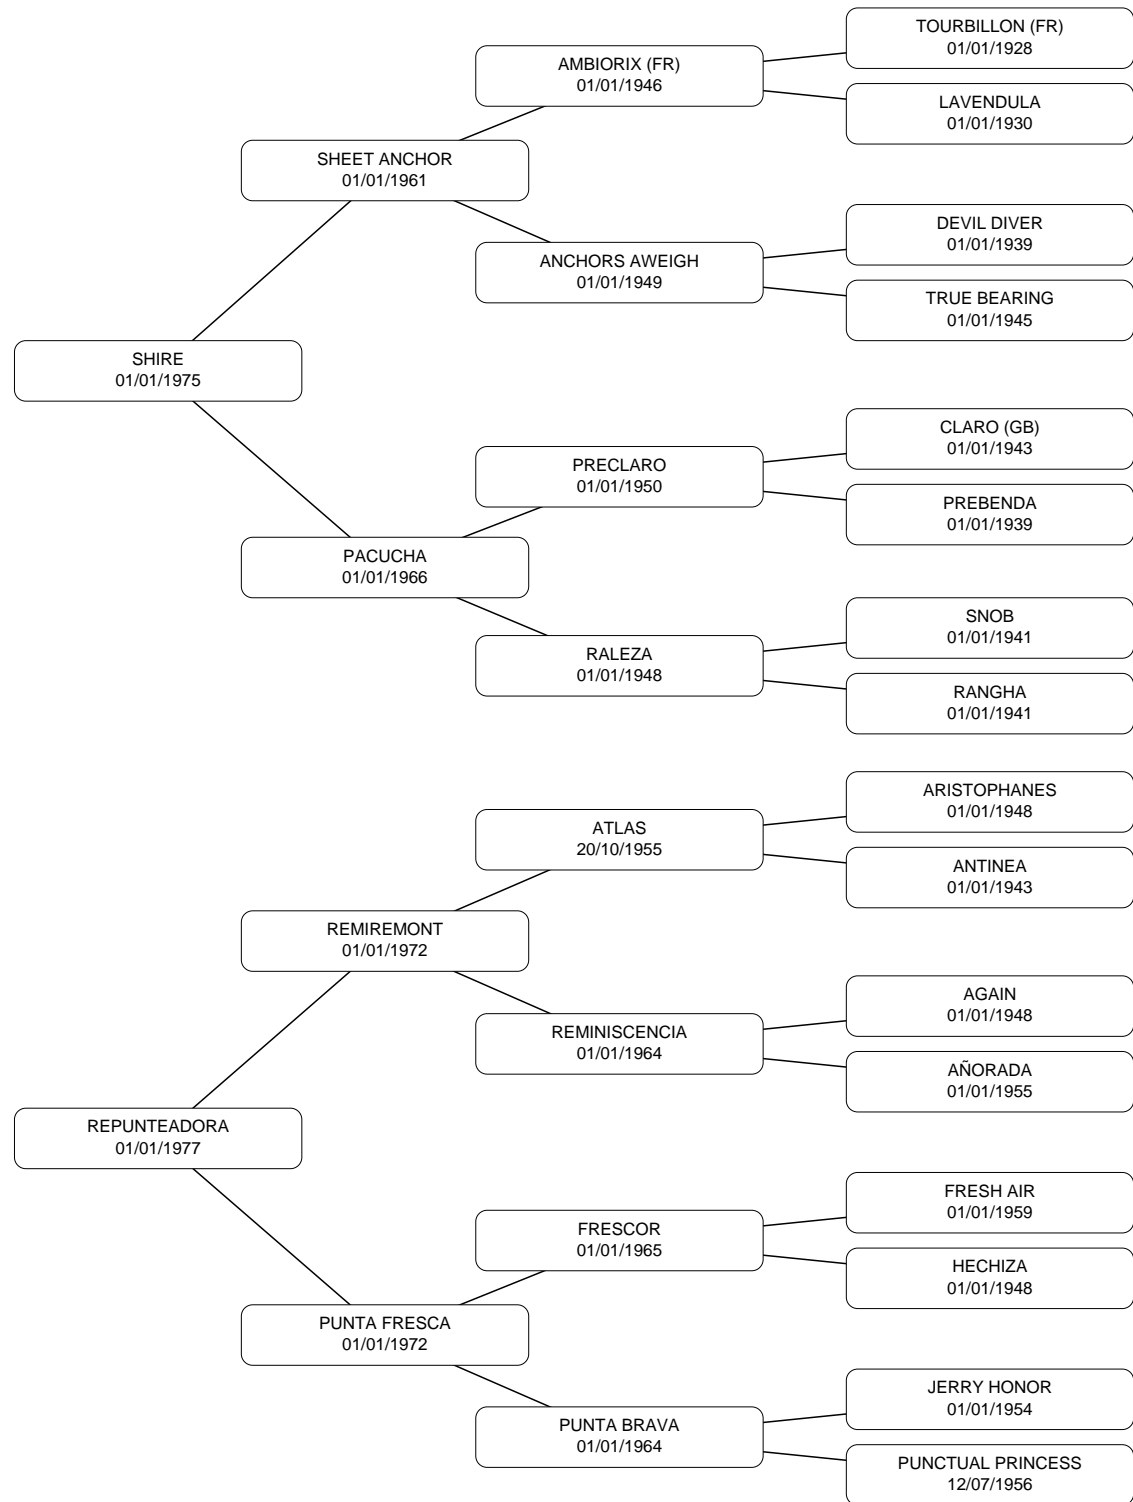 TOURBILLON (FR)
01/01/1928
AMBIORIX (FR)
01/01/1946
LAVENDULA
01/01/1930
SHEET ANCHOR
01/01/1961
DEVIL DIVER
01/01/1939
ANCHORS AWEIGH
01/01/1949
TRUE BEARING
01/01/1945
SHIRE
01/01/1975
CLARO (GB)
01/01/1943
PRECLARO
01/01/1950
PREBENDA
01/01/1939
PACUCHA
01/01/1966
SNOB
01/01/1941
RALEZA
01/01/1948
RANGHA
01/01/1941
ARISTOPHANES
01/01/1948
ATLAS
20/10/1955
ANTINEA
01/01/1943
REMIREMONT
01/01/1972
AGAIN
01/01/1948
REMINISCENCIA
01/01/1964
AÑORADA
01/01/1955
REPUNTEADORA
01/01/1977
FRESH AIR
01/01/1959
FRESCOR
01/01/1965
HECHIZA
01/01/1948
PUNTA FRESCA
01/01/1972
JERRY HONOR
01/01/1954
PUNTA BRAVA
01/01/1964
PUNCTUAL PRINCESS
12/07/1956